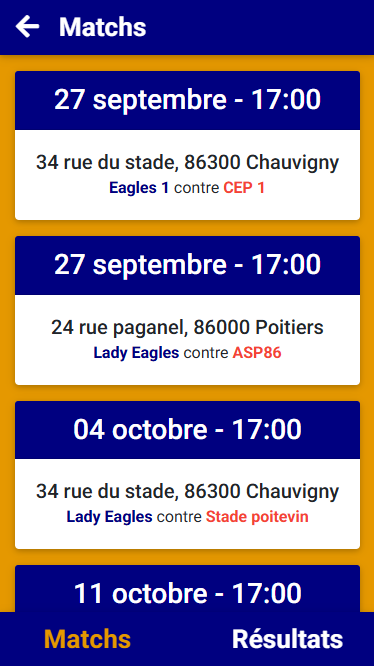 Matchs
27 septembre - 17:00
34 rue du stade, 86300 Chauvigny
Eagles 1 contre CEP 1
27 septembre - 17:00
24 rue paganel, 86000 Poitiers
Lady Eagles contre ASP86
04 octobre - 17:00
34 rue du stade, 86300 Chauvigny
Lady Eagles contre Stade poitevin
11 octobre - 17:00
Matchs Résultats